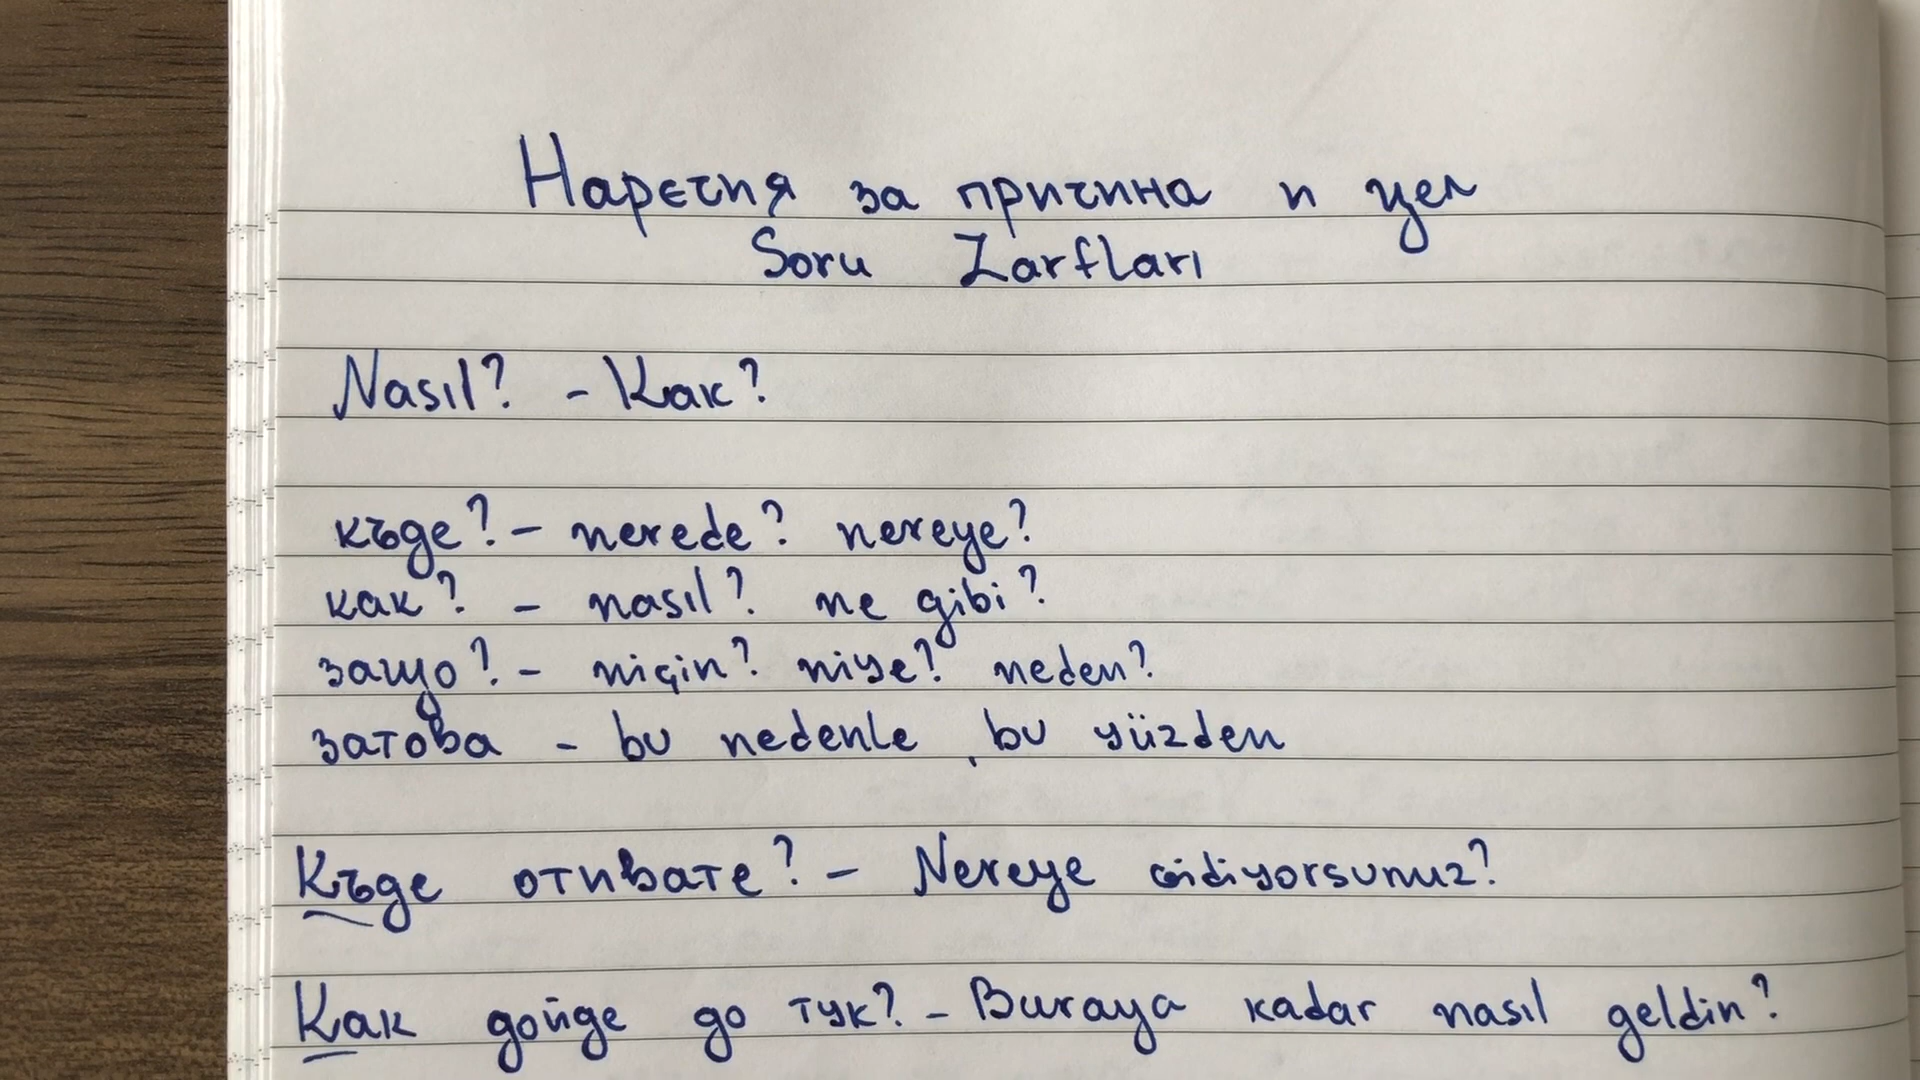 Наречия за причина и цел
Soru Zarfları
Nasıl? - Как?
къде? - nerede? nereye?
как? - nasıl? ne gibi?
защо? - niçin? niye? neden?
затова - bu nedenle, bu yüzden
Къде отивате? - Nereye gidiyorsunuz?
Как дойде до тук? - Buraya kadar nasıl geldin?